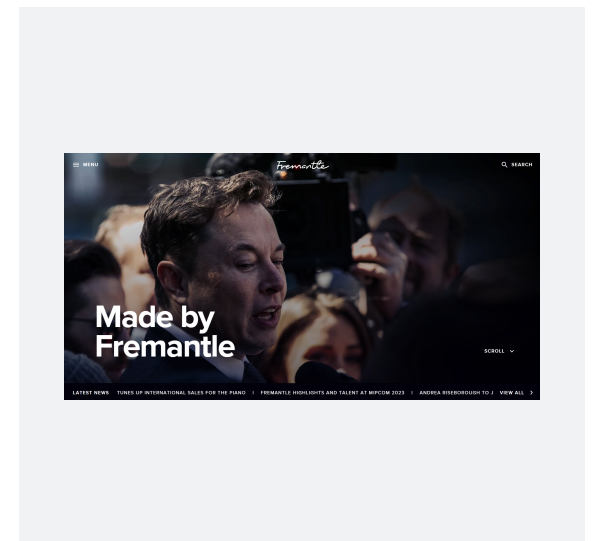 MENU
Fremantle
SEARCH
Made by
Fremantle
SCROLL
LATEST NEWS TUNES UP INTERNATIONAL SALES FOR THE PIANO | FREMANTLE HIGHLIGHTS AND TALENT AT MIPCOM 2023 | ANDREA RISEBOROUGH TO J VIEW ALL